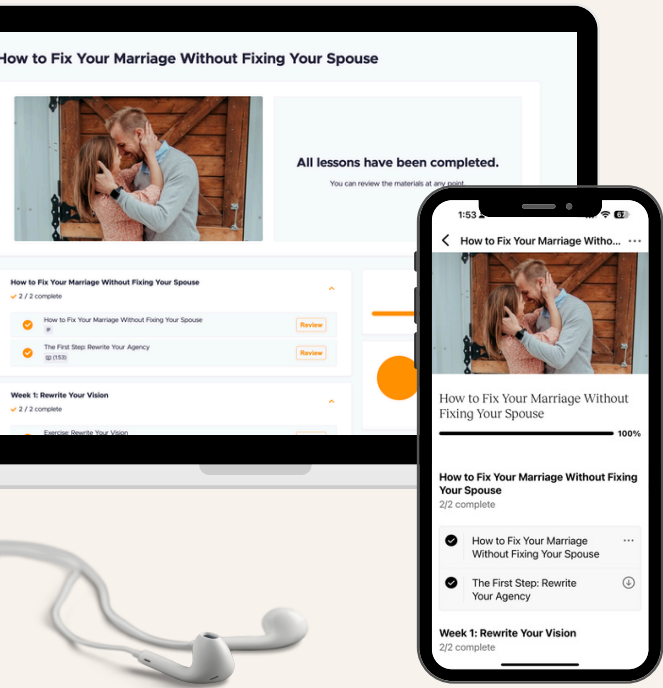 How to Fix Your Marriage Without Fixing Your Spouse
All lessons have been completed.
You can review the materials at any point.
How to Fix Your Marriage Without Fixing Your Spouse
2 / 2 complete
How to Fix Your Marriage Without Fixing Your Spouse
Review
The First Step: Rewrite Your Agency
(153)
Review
Week 1: Rewrite Your Vision
2 / 2 complete
Exercise: Rewrite Your Vision
1:53
67
How to Fix Your Marriage Witho...
How to Fix Your Marriage Without
Fixing Your Spouse
100%
How to Fix Your Marriage Without Fixing
Your Spouse
2/2 complete
How to Fix Your Marriage
Without Fixing Your Spouse
The First Step: Rewrite
Your Agency
Week 1: Rewrite Your Vision
2/2 complete